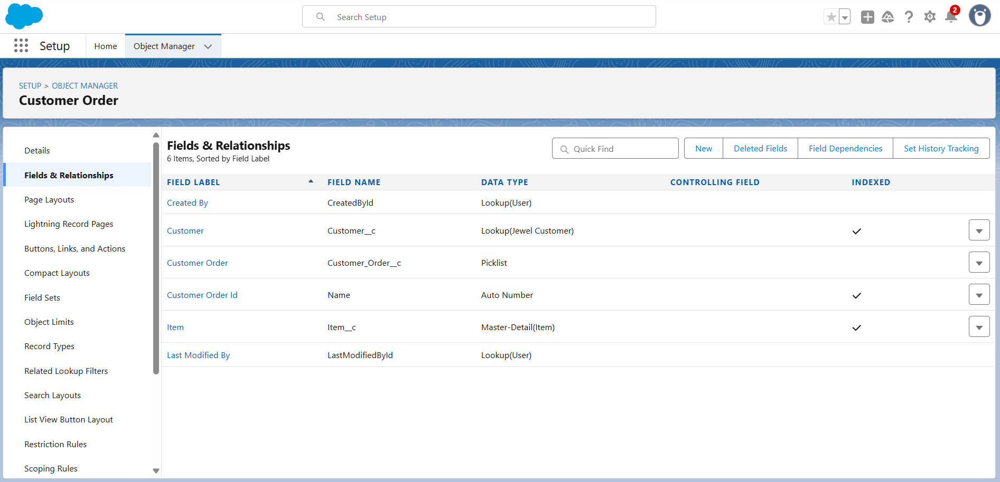 Search Setup
2
Setup
Home
Object Manager
SETUP > OBJECT MANAGER
Customer Order
Details
Fields & Relationships
Page Layouts
Lightning Record Pages
Buttons, Links, and Actions
Compact Layouts
Field Sets
Object Limits
Record Types
Related Lookup Filters
Search Layouts
List View Button Layout
Restriction Rules
Scoping Rules
Fields & Relationships
6 Items, Sorted by Field Label
Quick Find
New
Deleted Fields
Field Dependencies
Set History Tracking
FIELD LABEL FIELD NAME DATA TYPE CONTROLLING FIELD INDEXED
Created By CreatedById Lookup(User)
Customer Customer__c Lookup(Jewel Customer)
Customer Order Customer_Order__c Picklist
Customer Order Id Name Auto Number
Item Item__c Master-Detail(Item)
Last Modified By LastModifiedById Lookup(User)